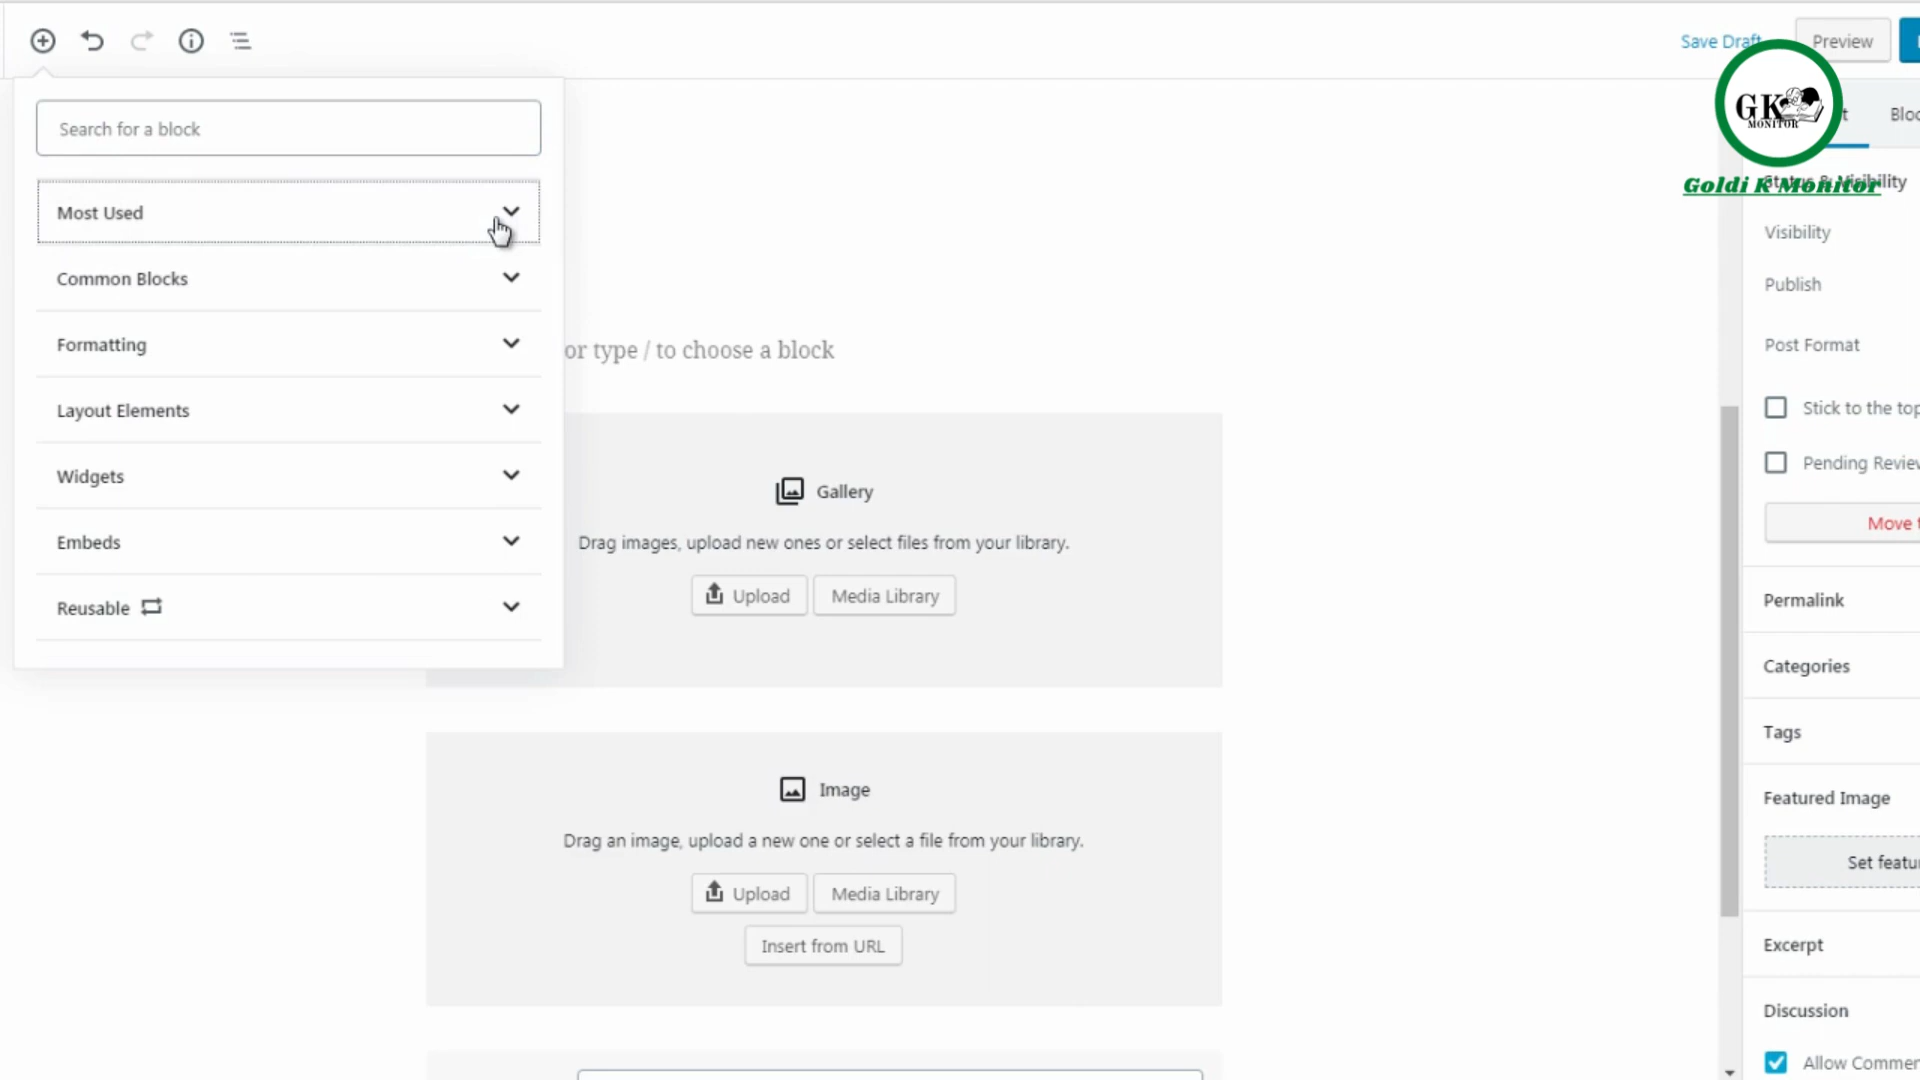 Save Draft
Preview
GK
MONITOR
Goldi K Monitor
Search for a block
Most Used
Common Blocks
Formatting
Layout Elements
Widgets
Embeds
Reusable
or type / to choose a block
Gallery
Drag images, upload new ones or select files from your library.
Upload
Media Library
Image
Drag an image, upload a new one or select a file from your library.
Upload
Media Library
Insert from URL
Status & Visibility
Visibility
Publish
Post Format
Stick to the top
Pending
Move
Permalink
Categories
Tags
Featured Image
Set
Excerpt
Discussion
Allow